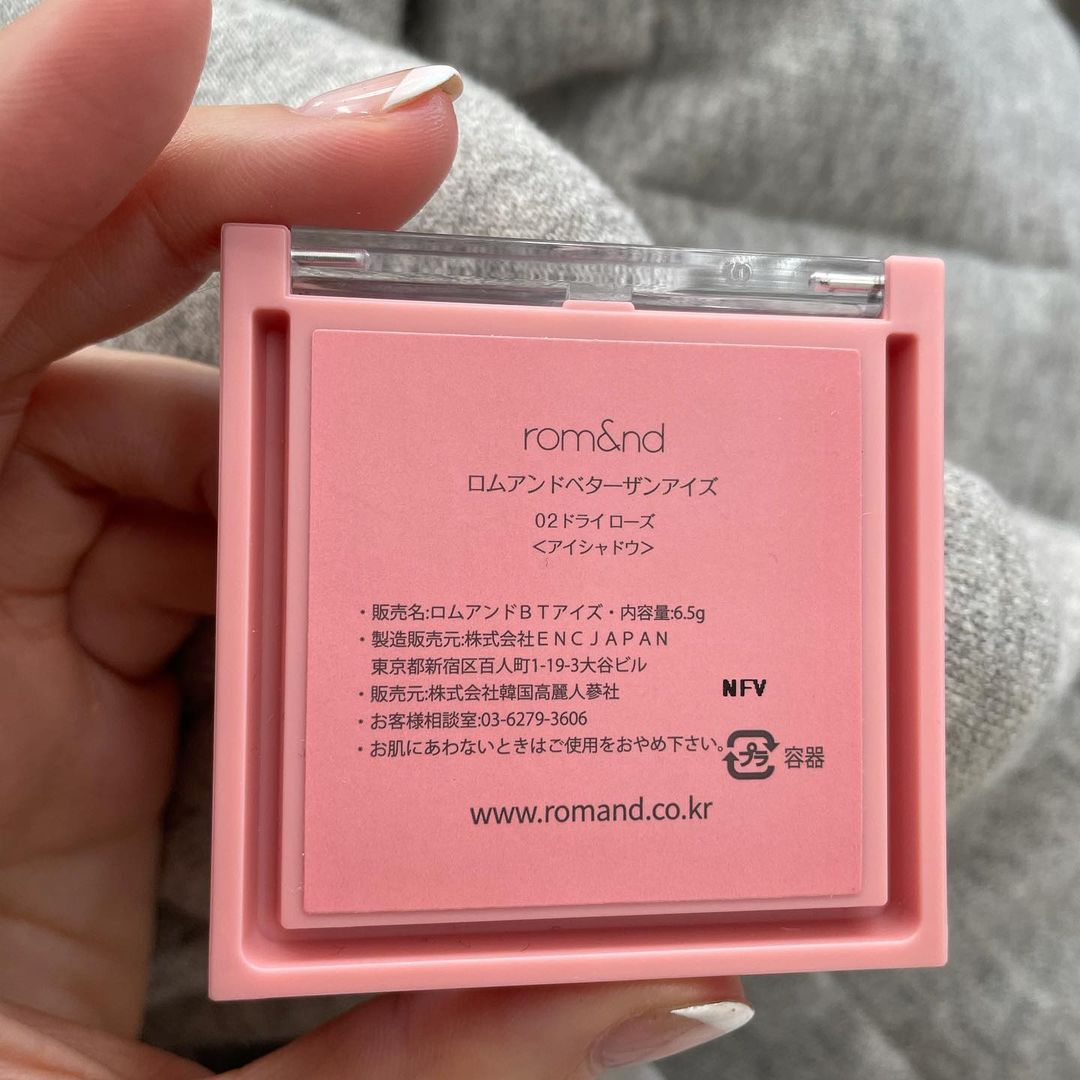 rom&nd
ロムアンドベターザンアイズ
02ドライローズ
<アイシャドウ>
・販売名:ロムアンドＢＴアイズ・内容量:6.5g
・製造販売元:株式会社ＥＮＣＪＡＰＡＮ
東京都新宿区百人町1-19-3大谷ビル
・販売元:株式会社韓国高麗人蔘社
NFV
・お客様相談室:03-6279-3606
・お肌にあわないときはご使用をおやめ下さい。
プラ 容器
www.romand.co.kr